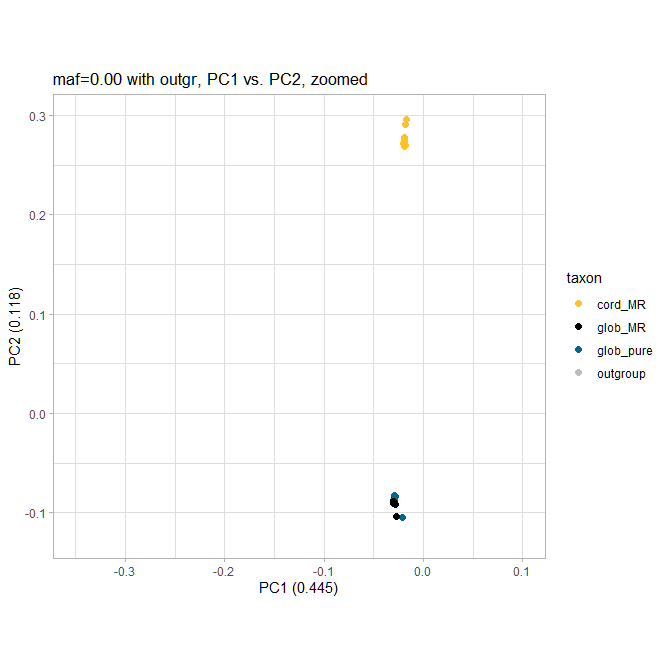 maf=0.00 with outgr, PC1 vs. PC2, zoomed
0.3
0.2
0.1
0.0
-0.1
PC2 (0.118)
-0.3
-0.2
-0.1
0.0
0.1
PC1 (0.445)
taxon
cord_MR
glob_MR
glob_pure
outgroup